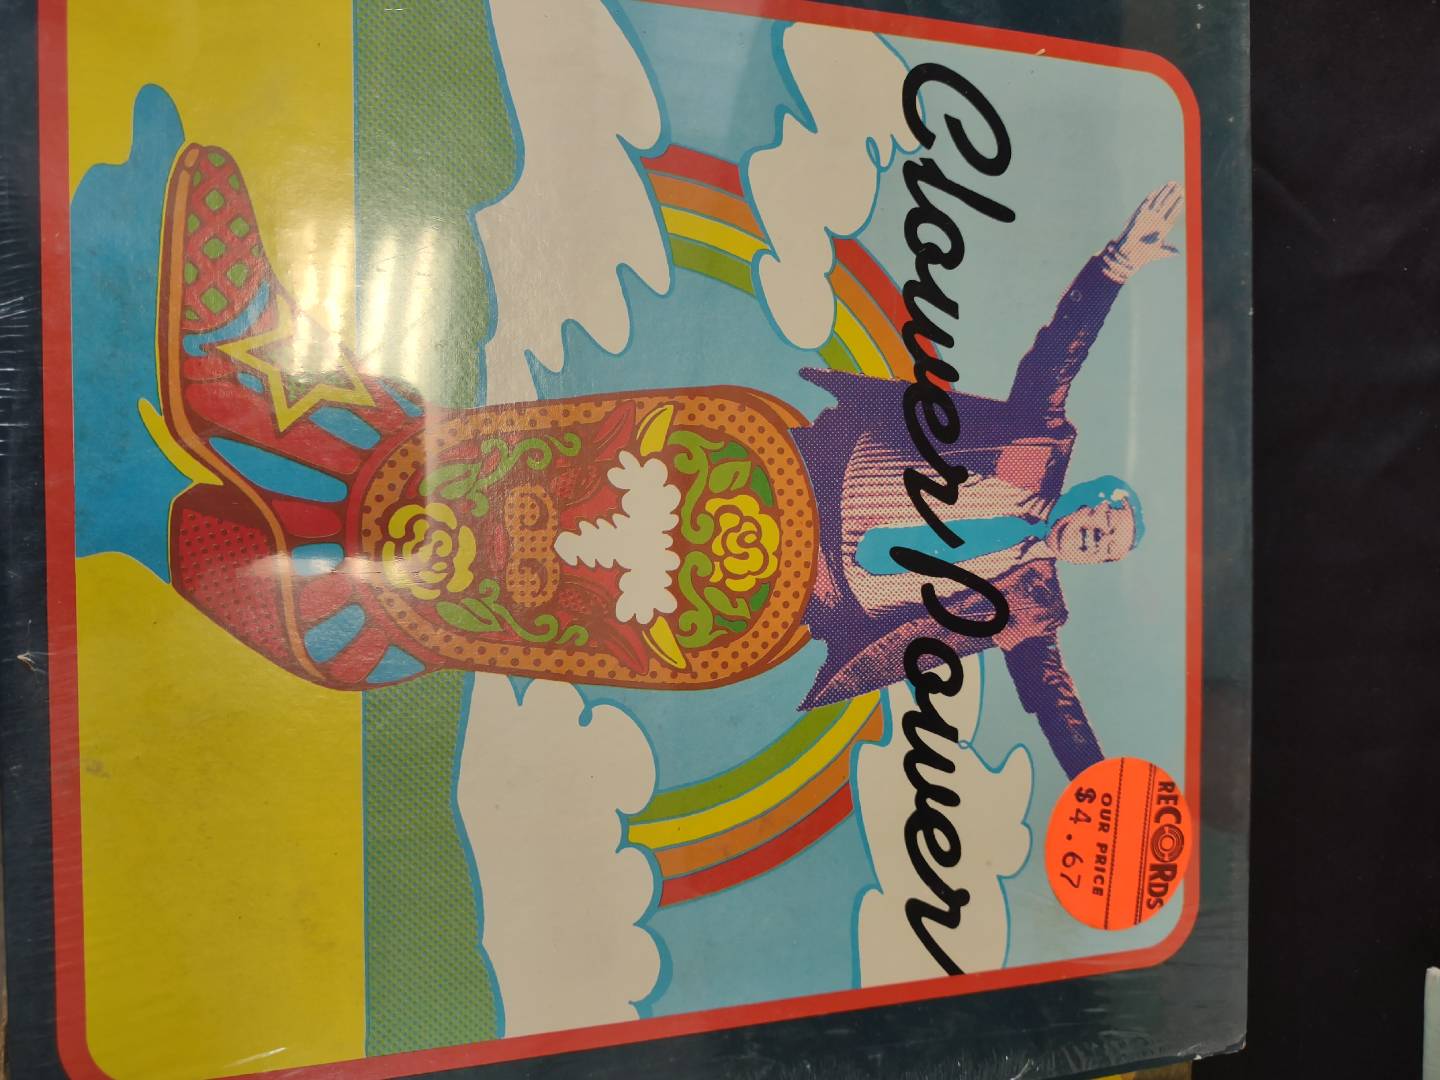 Clower Power
RECORDS
OUR PRICE
$4.67